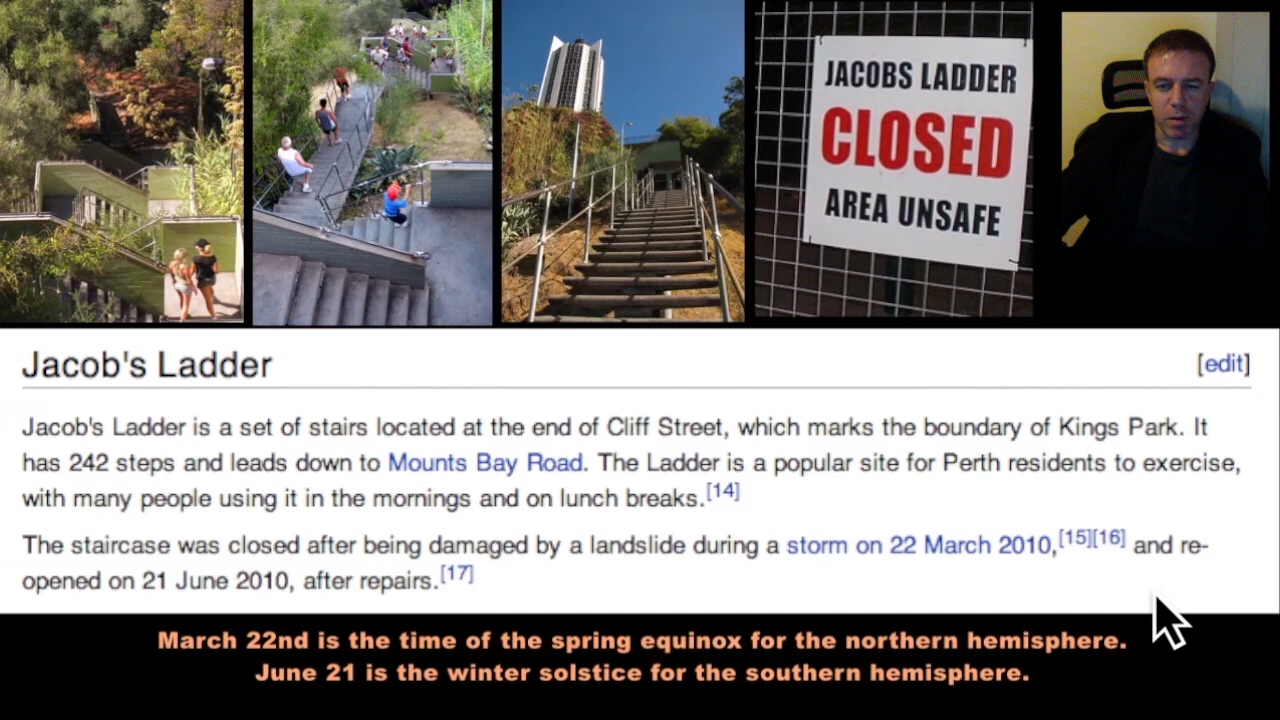 JACOBS LADDER
CLOSED
AREA UNSAFE
Jacob's Ladder
[edit]
Jacob's Ladder is a set of stairs located at the end of Cliff Street, which marks the boundary of Kings Park. It
has 242 steps and leads down to Mounts Bay Road. The Ladder is a popular site for Perth residents to exercise,
with many people using it in the mornings and on lunch breaks.[14]
The staircase was closed after being damaged by a landslide during a storm on 22 March 2010,[15][16] and re-
opened on 21 June 2010, after repairs.[17]
March 22nd is the time of the spring equinox for the northern hemisphere.
June 21 is the winter solstice for the southern hemisphere.